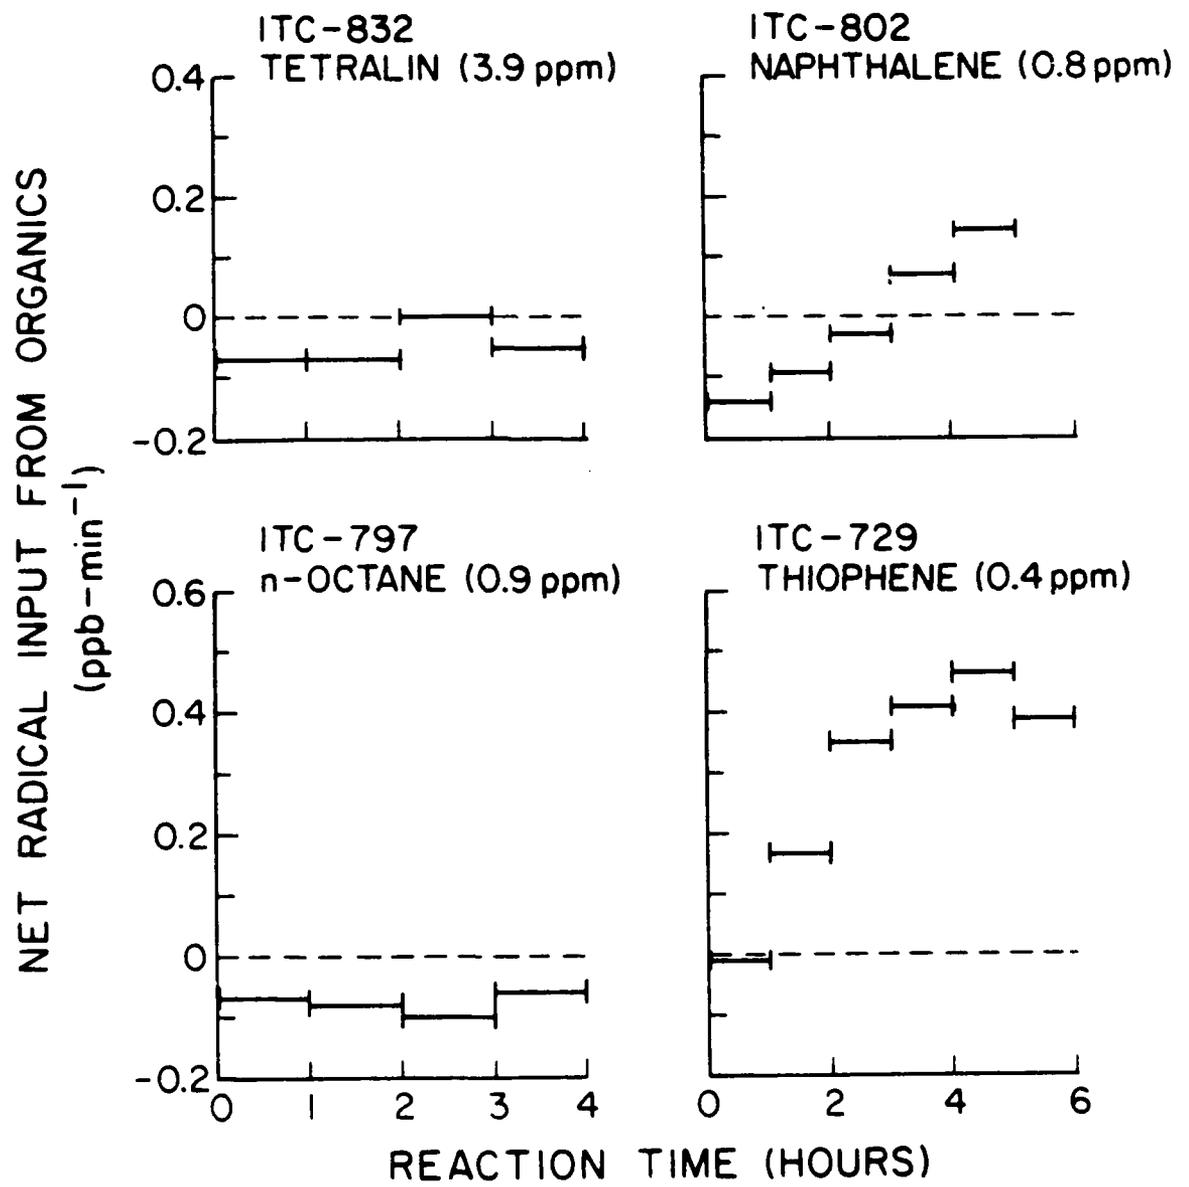 ITC-832
TETRALIN (3.9 ppm)
ITC-802
NAPHTHALENE (0.8 ppm)
0.4
0.2
0
-0.2
ITC-797
n-OCTANE (0.9 ppm)
ITC-729
THIOPHENE (0.4 ppm)
0.6
0.4
0.2
0
-0.2
0 1 2 3 4
0 2 4 6
NET RADICAL INPUT FROM ORGANICS
(ppb-min⁻¹)
REACTION TIME (HOURS)